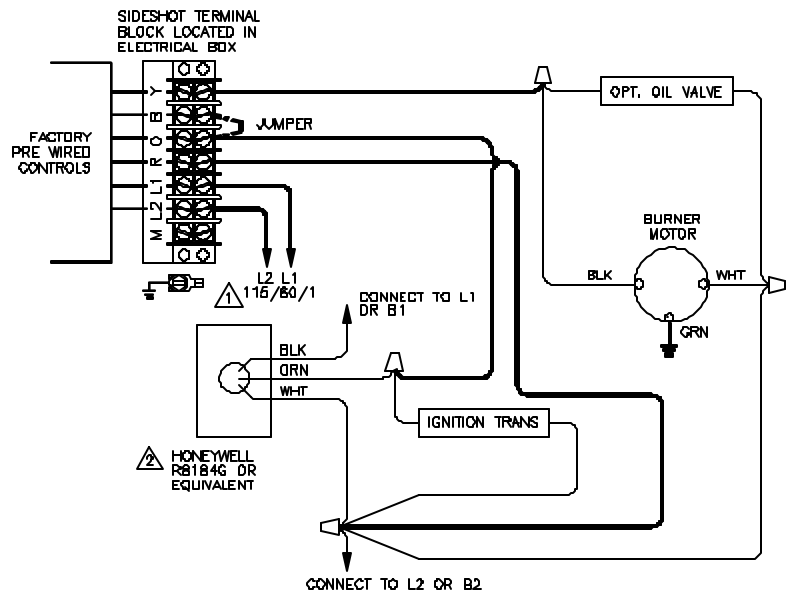 SIDESHOT TERMINAL
BLOCK LOCATED IN
ELECTRICAL BOX
Y
B
O
R
L1
L2
M
FACTORY
PRE WIRED
CONTROLS
JUMPER
OPT. OIL VALVE
BURNER
MOTOR
BLK
WHT
GRN
L2 L1
1
115/60/1
CONNECT TO L1
OR B1
BLK
ORN
WHT
IGNITION TRANS
2
HONEYWELL
R8184G OR
EQUIVALENT
CONNECT TO L2 OR B2